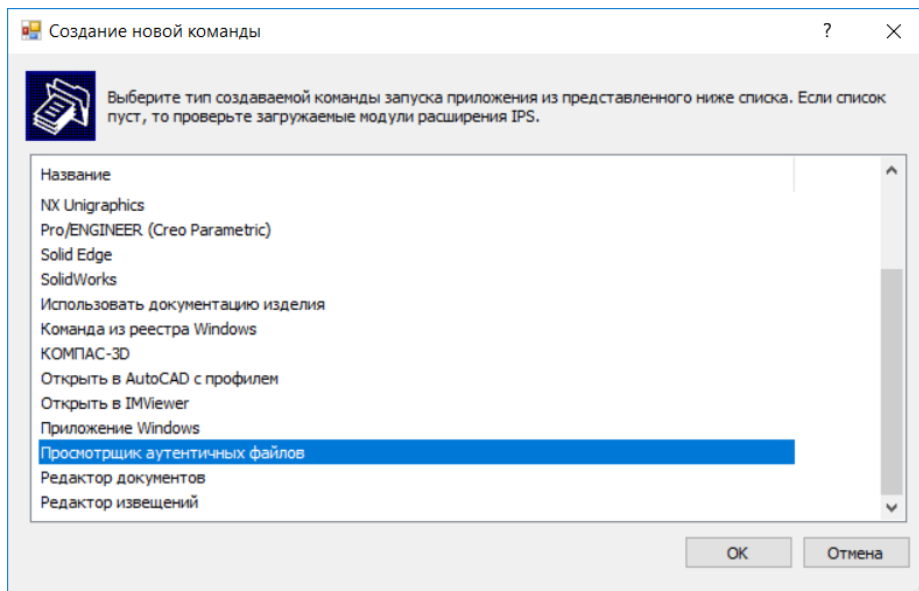 Создание новой команды
?
Выберите тип создаваемой команды запуска приложения из представленного ниже списка. Если список
пуст, то проверьте загружаемые модули расширения IPS.
Название
NX Unigraphics
Pro/ENGINEER (Creo Parametric)
Solid Edge
SolidWorks
Использовать документацию изделия
Команда из реестра Windows
КОМПАС-3D
Открыть в AutoCAD с профилем
Открыть в IMViewer
Приложение Windows
Просмотрщик аутентичных файлов
Редактор документов
Редактор извещений
OK Отмена